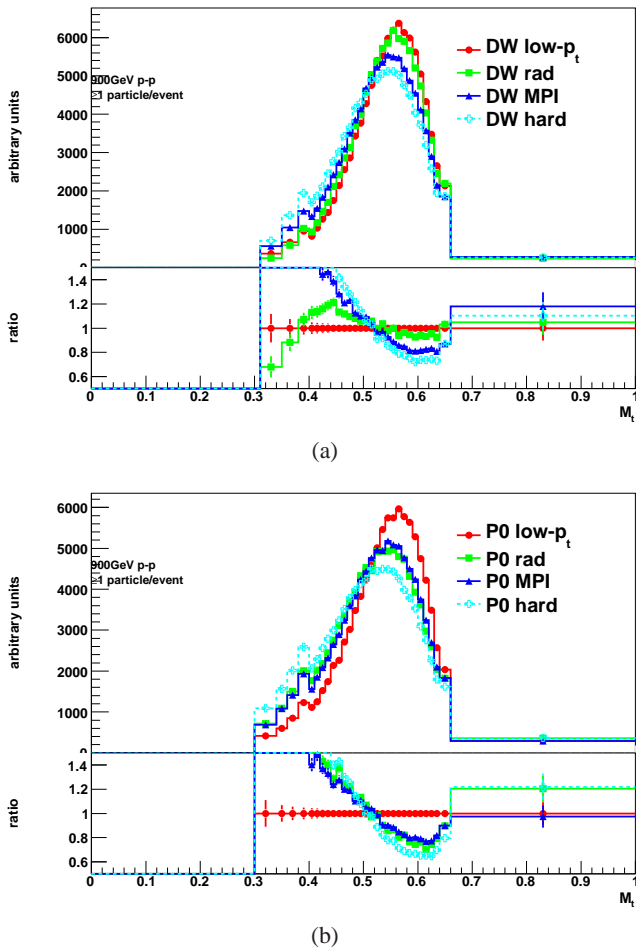 6000
5000
4000
3000
2000
1000
0
arbitrary units
900GeV p-p
≥1 particle/event
DW low-pt
DW rad
DW MPI
DW hard
1.4
1.2
1
0.8
0.6
ratio
0 0.1 0.2 0.3 0.4 0.5 0.6 0.7 0.8 0.9 1
Mt
(a)
6000
5000
4000
3000
2000
1000
0
arbitrary units
900GeV p-p
≥1 particle/event
P0 low-pt
P0 rad
P0 MPI
P0 hard
1.4
1.2
1
0.8
0.6
ratio
0 0.1 0.2 0.3 0.4 0.5 0.6 0.7 0.8 0.9 1
Mt
(b)